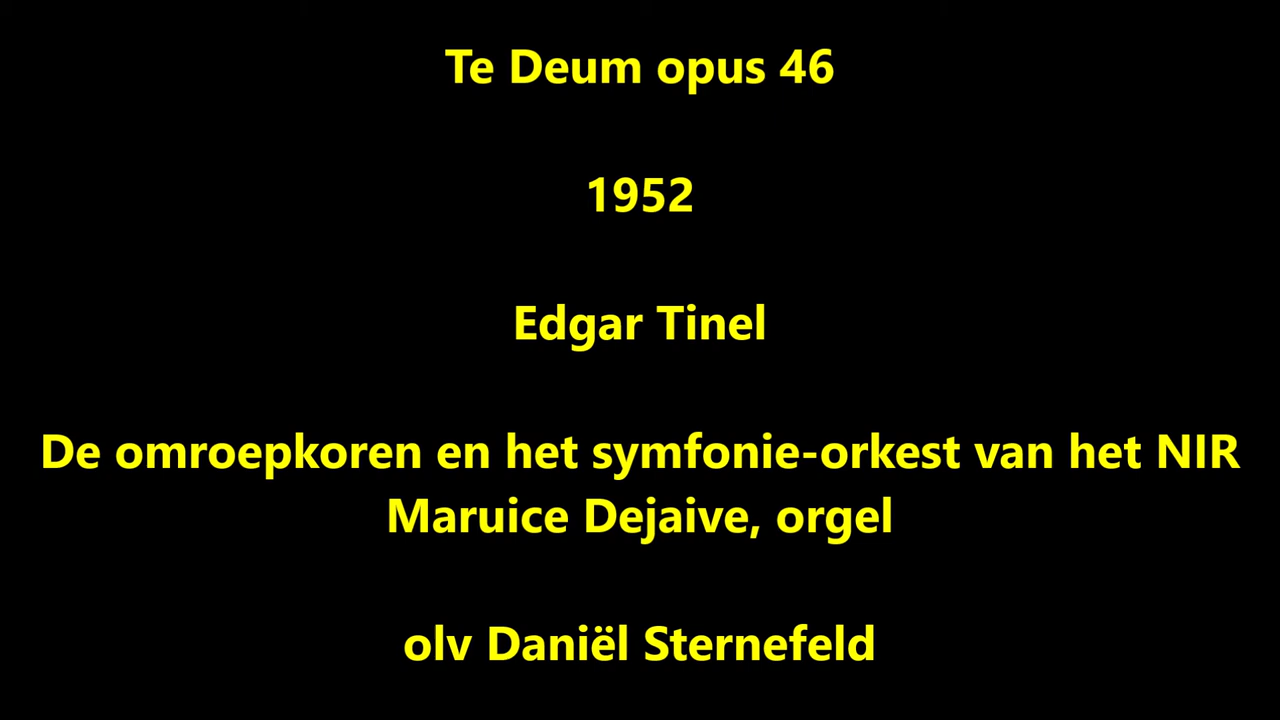 Te Deum opus 46
1952
Edgar Tinel
De omroepkoren en het symfonie-orkest van het NIR
Maruice Dejaive, orgel
olv Daniël Sternefeld